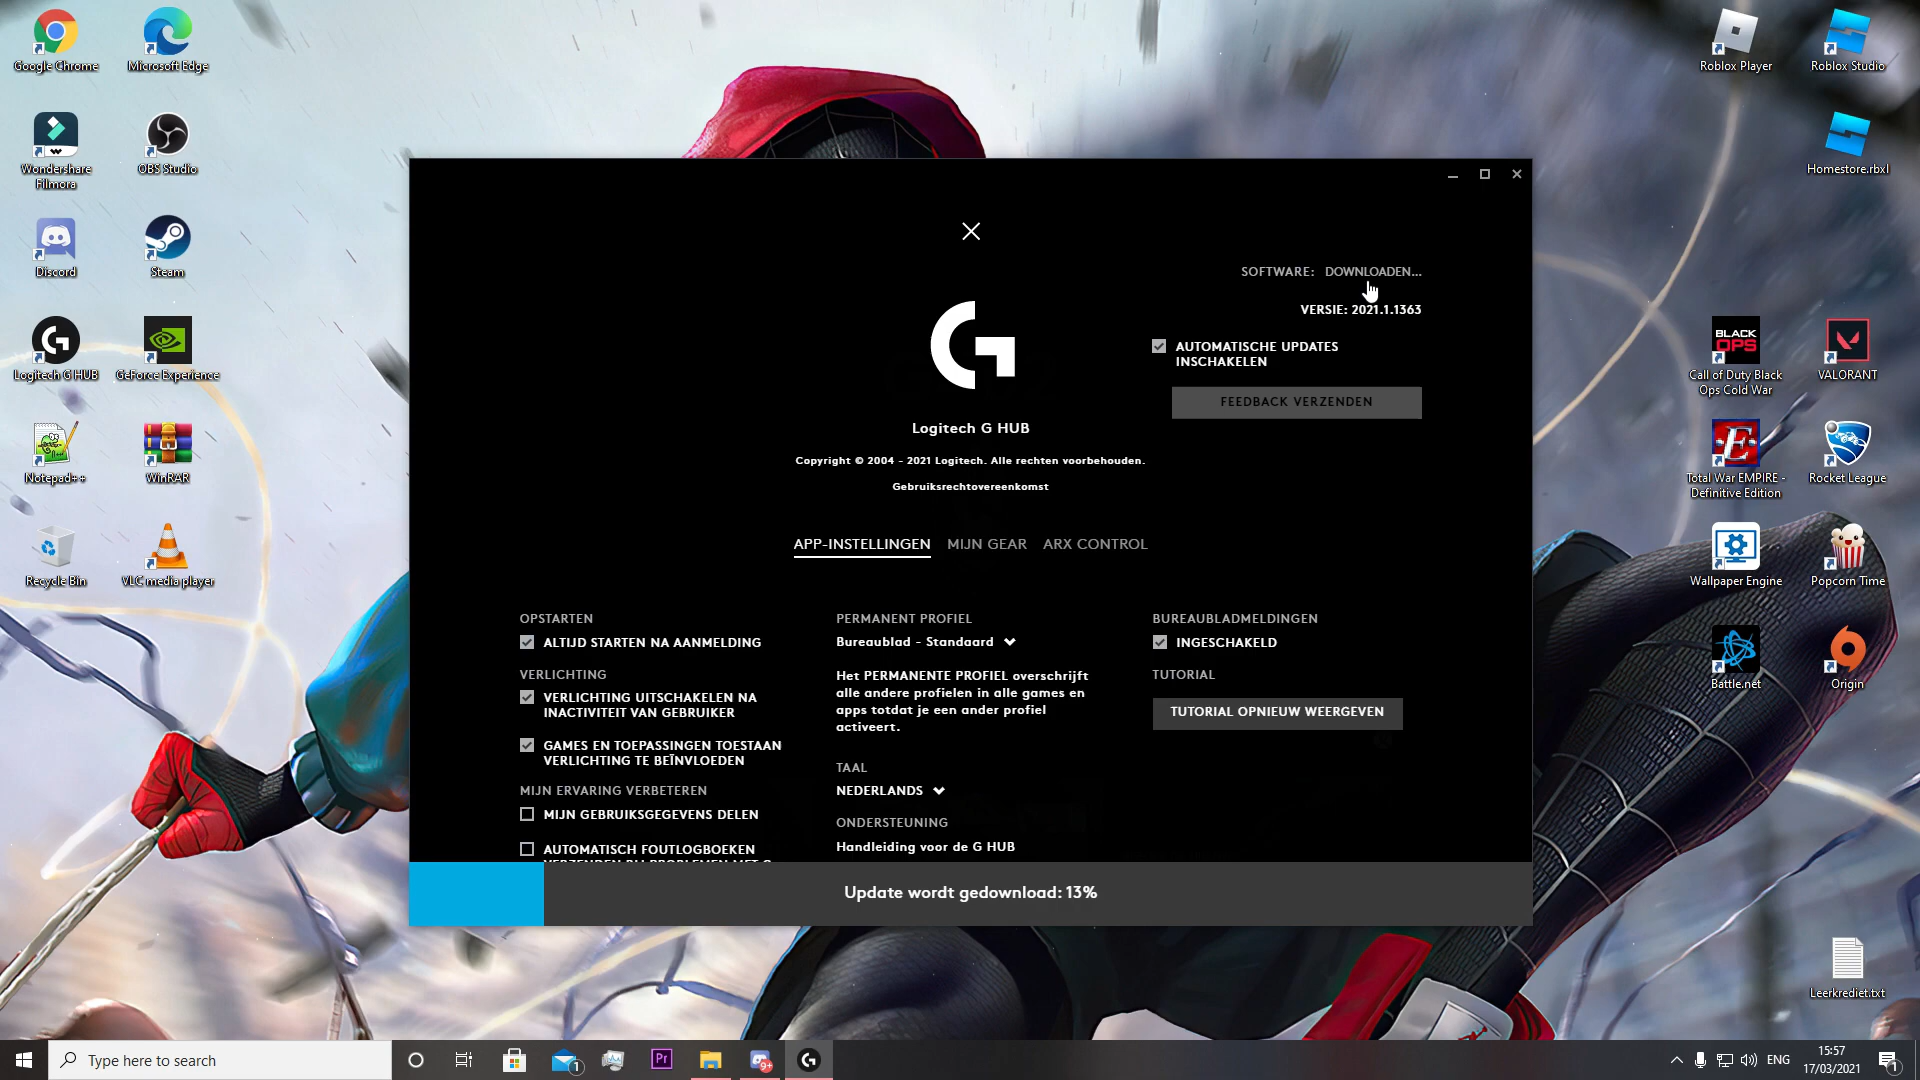 Google Chrome
Microsoft Edge
Roblox Player
Roblox Studio
Wondershare
Filmora
OBS Studio
Homestore.rbxl
Discord
Steam
SOFTWARE: DOWNLOADEN...
VERSIE: 2021.1.1363
AUTOMATISCHE UPDATES
INSCHAKELEN
FEEDBACK VERZENDEN
Logitech G HUB
GeForce Experience
BLACK
OPS
Call of Duty Black
Ops Cold War
VALORANT
Logitech G HUB
Copyright © 2004 - 2021 Logitech. Alle rechten voorbehouden.
Gebruiksrechtovereenkomst
Notepad++
WinRAR
Total War EMPIRE -
Definitive Edition
Rocket League
APP-INSTELLINGEN
MIJN GEAR
ARX CONTROL
Recycle Bin
VLC media player
Wallpaper Engine
Popcorn Time
OPSTARTEN
ALTIJD STARTEN NA AANMELDING
VERLICHTING
VERLICHTING UITSCHAKELEN NA
INACTIVITEIT VAN GEBRUIKER
GAMES EN TOEPASSINGEN TOESTAAN
VERLICHTING TE BEÏNVLOEDEN
MIJN ERVARING VERBETEREN
MIJN GEBRUIKSGEGEVENS DELEN
AUTOMATISCH FOUTLOGBOEKEN
PERMANENT PROFIEL
Bureaublad - Standaard
Het PERMANENTE PROFIEL overschrijft
alle andere profielen in alle games en
apps totdat je een ander profiel
activeert.
TAAL
NEDERLANDS
ONDERSTEUNING
Handleiding voor de G HUB
BUREAUBLADMELDINGEN
INGESCHAKELD
TUTORIAL
TUTORIAL OPNIEUW WEERGEVEN
Battle.net
Origin
Update wordt gedownload: 13%
Leerkrediet.txt
Type here to search
1
Pr
9+
ENG
15:57
17/03/2021
1